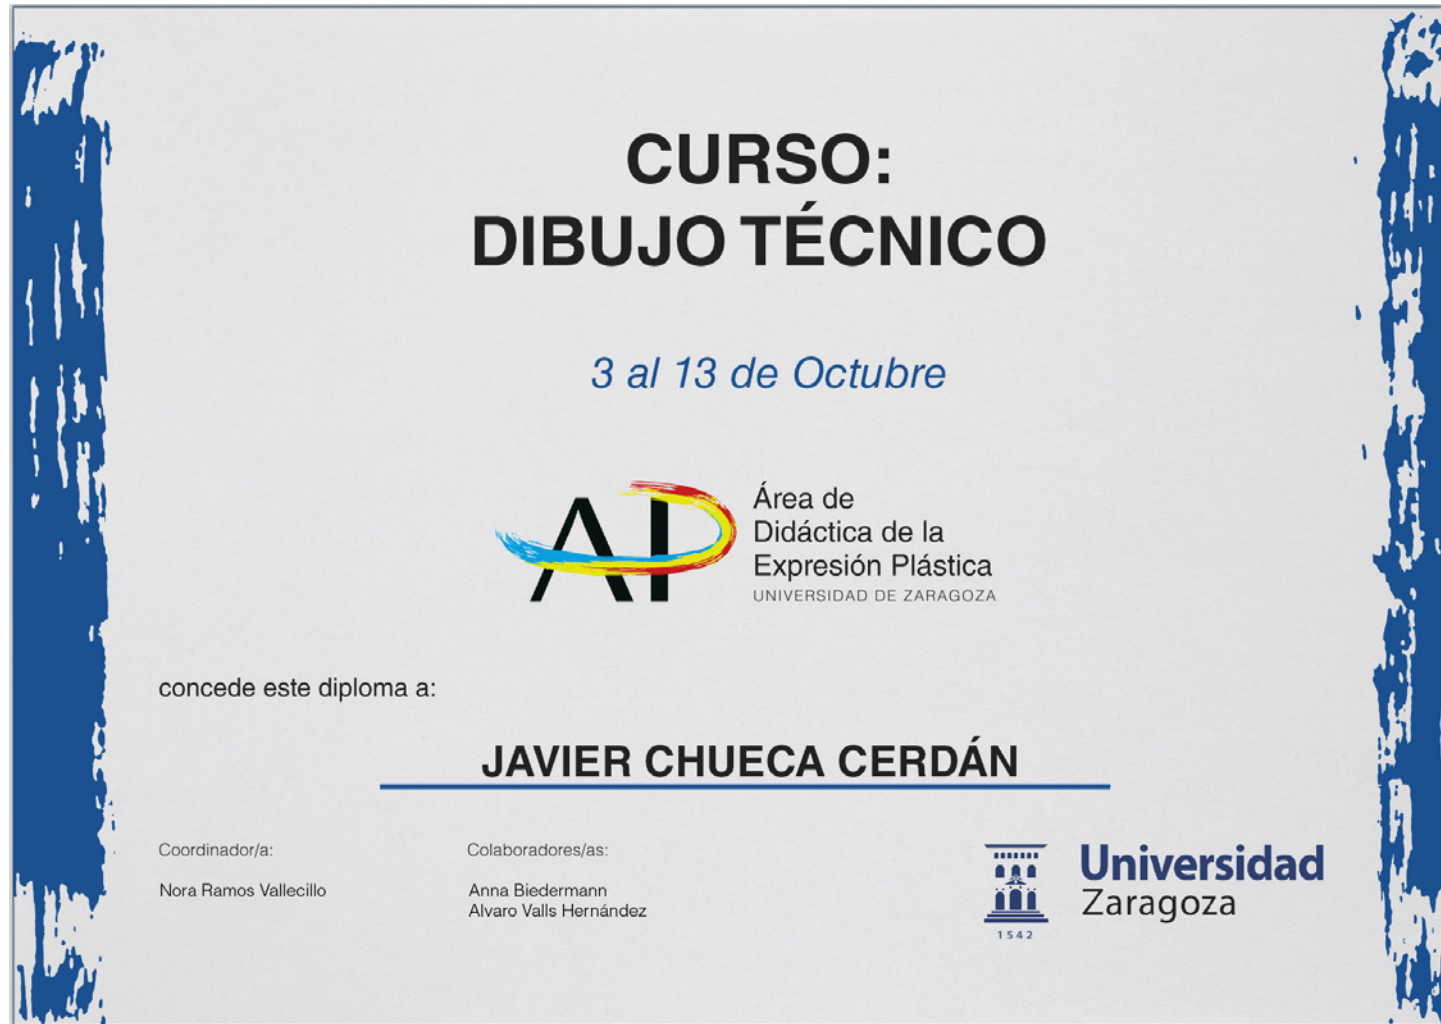 CURSO:
DIBUJO TÉCNICO
3 al 13 de Octubre
AP
Área de
Didáctica de la
Expresión Plástica
UNIVERSIDAD DE ZARAGOZA
concede este diploma a:
JAVIER CHUECA CERDÁN
Coordinador/a:
Nora Ramos Vallecillo
Colaboradores/as:
Anna Biedermann
Alvaro Valls Hernández
1542
Universidad
Zaragoza